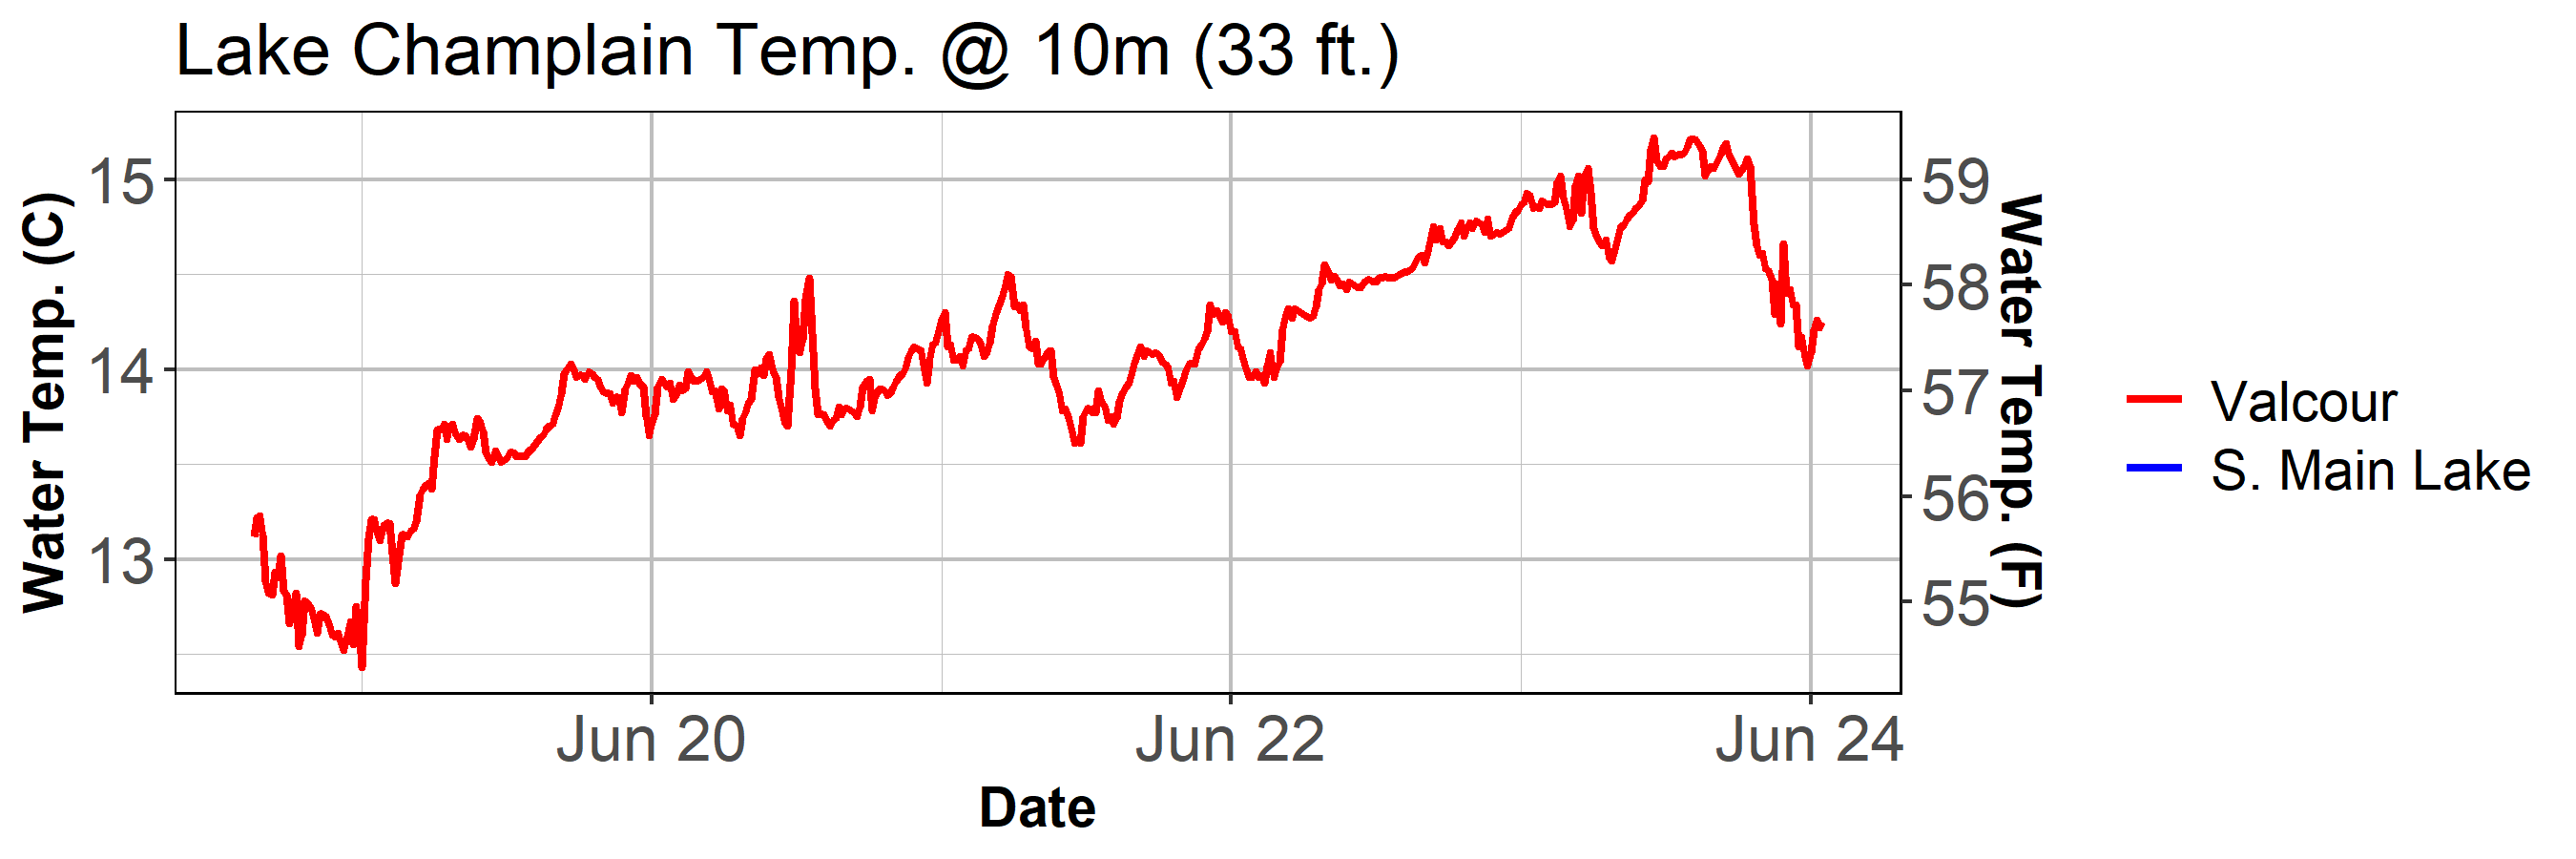 Lake Champlain Temp. @ 10m (33 ft.)
Water Temp. (C)
15
14
13
59
58
57
56
55
Water Temp. (F)
Jun 20
Jun 22
Jun 24
Date
Valcour
S. Main Lake